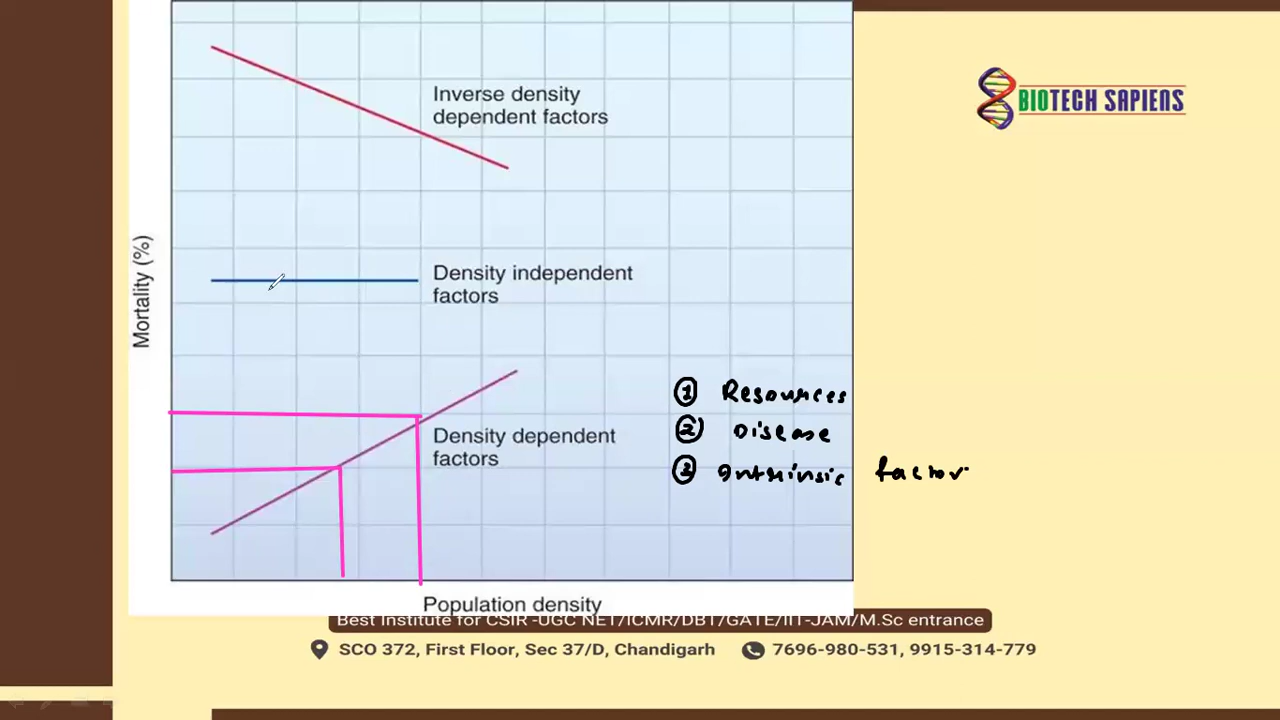 BIOTECH SAPIENS
Inverse density
dependent factors
Mortality (%)
Density independent
factors
① Resources
② Disease
③ Intrinsic factor
Density dependent
factors
Population density
Best Institute for CSIR -UGC NET/ICMR/DBT/GATE/IIT-JAM/M.Sc entrance
SCO 372, First Floor, Sec 37/D, Chandigarh 7696-980-531, 9915-314-779